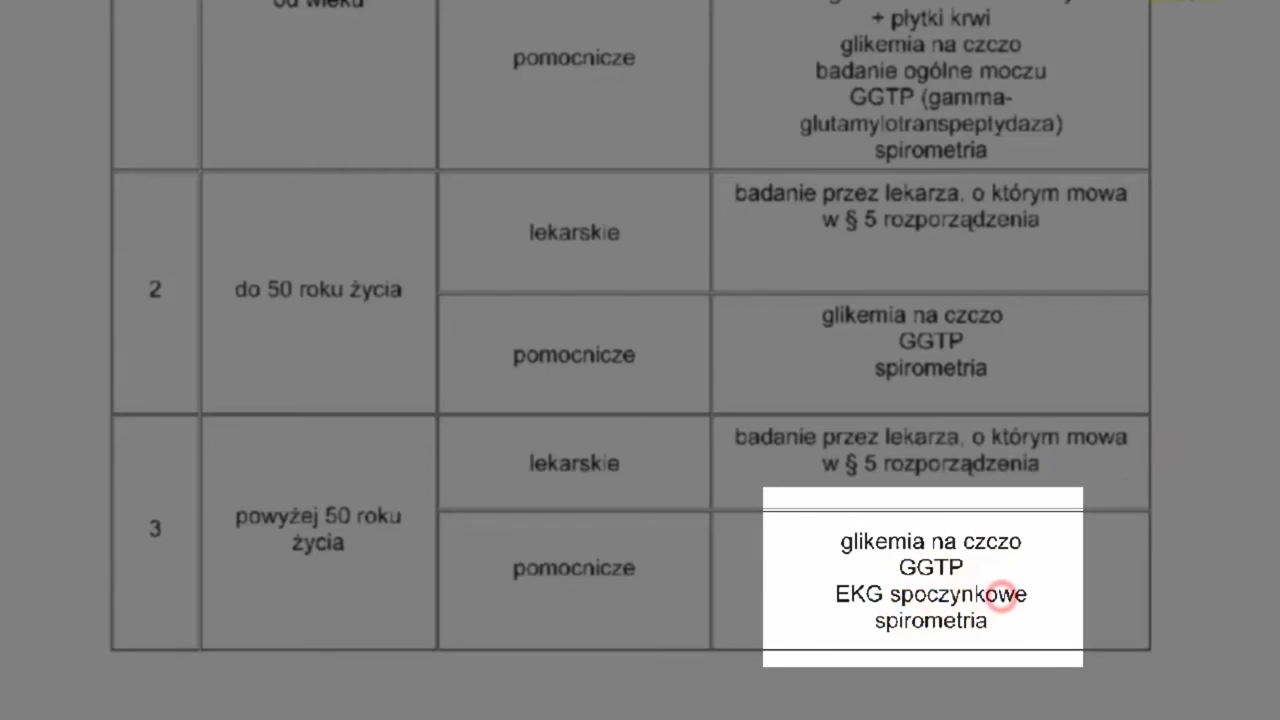 od wieku
pomocnicze
+ płytki krwi
glikemia na czczo
badanie ogólne moczu
GGTP (gamma-
glutamylotranspeptydaza)
spirometria
2
do 50 roku życia
lekarskie
badanie przez lekarza, o którym mowa
w § 5 rozporządzenia
pomocnicze
glikemia na czczo
GGTP
spirometria
3
powyżej 50 roku
życia
lekarskie
badanie przez lekarza, o którym mowa
w § 5 rozporządzenia
pomocnicze
glikemia na czczo
GGTP
EKG spoczynkowe
spirometria